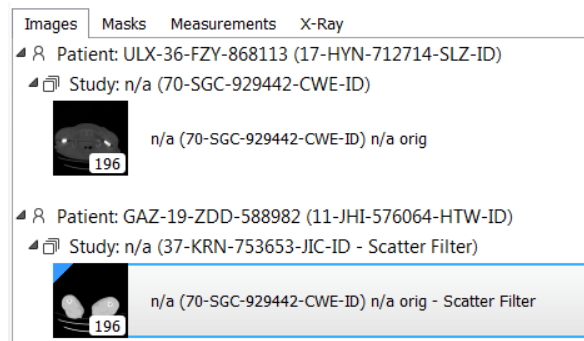 Images Masks Measurements X-Ray
Patient: ULX-36-FZY-868113 (17-HYN-712714-SLZ-ID)
Study: n/a (70-SGC-929442-CWE-ID)
196
n/a (70-SGC-929442-CWE-ID) n/a orig
Patient: GAZ-19-ZDD-588982 (11-JHI-576064-HTW-ID)
Study: n/a (37-KRN-753653-JIC-ID - Scatter Filter)
196
n/a (70-SGC-929442-CWE-ID) n/a orig - Scatter Filter